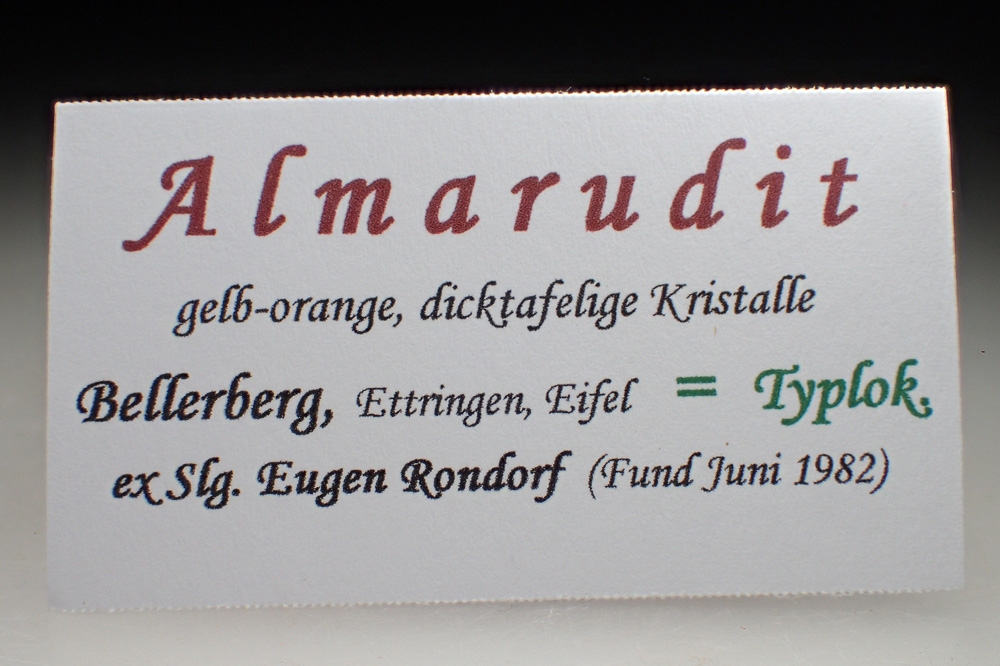 Almarudit
gelb-orange, dicktafelige Kristalle
Bellerberg, Ettringen, Eifel = Typlok.
ex Slg. Eugen Rondorf (Fund Juni 1982)